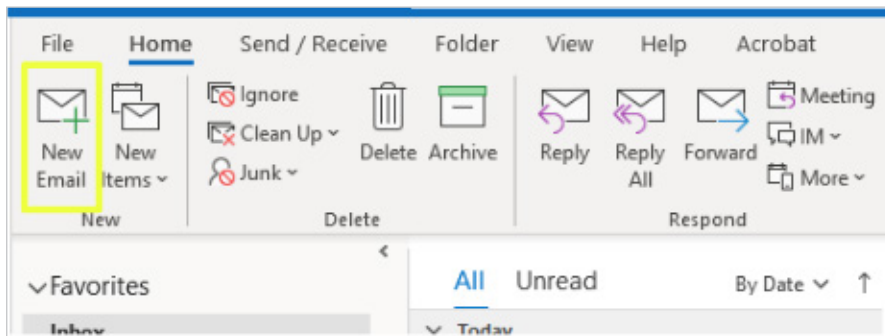 File Home Send / Receive Folder View Help Acrobat
New Email
New Items
Ignore
Clean Up
Junk
Delete
Archive
Reply
Reply All
Forward
Meeting
IM
More
New Delete Respond
Favorites
All Unread By Date
Inbox
Today